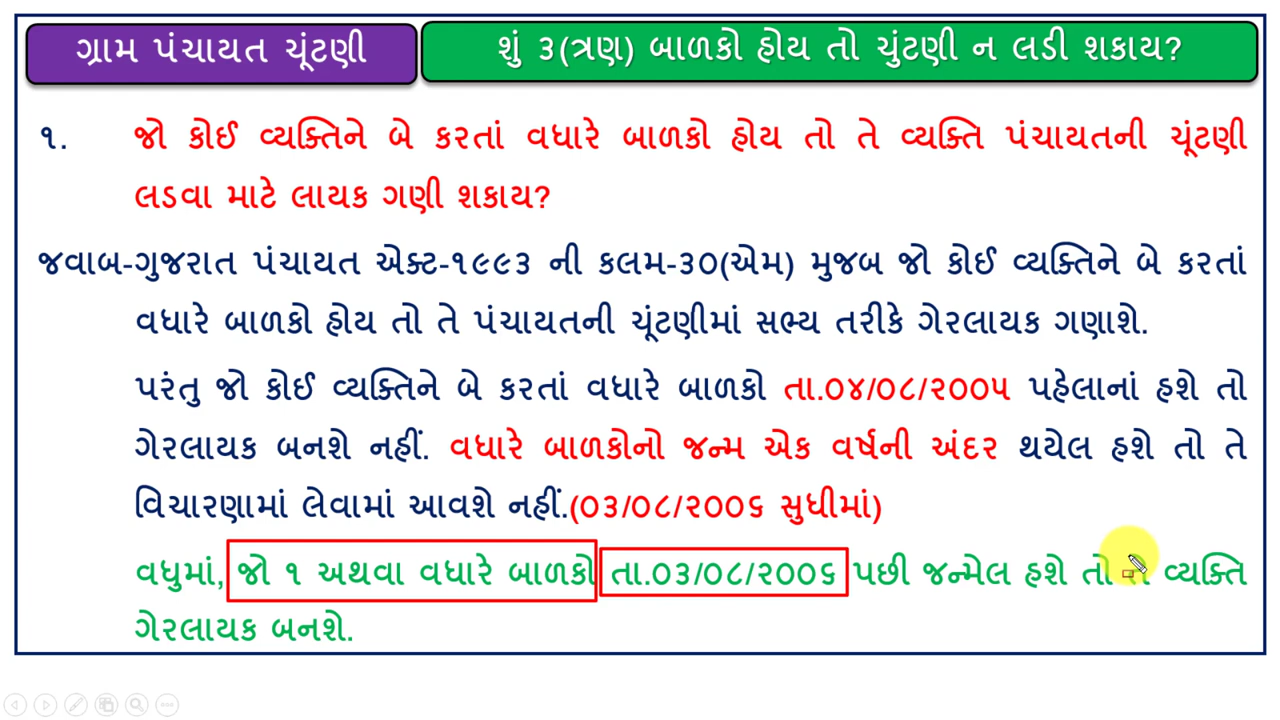 ગ્રામ પંચાયત ચૂંટણી
શું ૩(ત્રણ) બાળકો હોય તો ચુંટણી ન લડી શકાય?
૧. જો કોઈ વ્યક્તિને બે કરતાં વધારે બાળકો હોય તો તે વ્યક્તિ પંચાયતની ચૂંટણી
લડવા માટે લાયક ગણી શકાય?
જવાબ-ગુજરાત પંચાયત એક્ટ-૧૯૯૩ ની કલમ-૩૦(એમ) મુજબ જો કોઈ વ્યક્તિને બે કરતાં
વધારે બાળકો હોય તો તે પંચાયતની ચૂંટણીમાં સભ્ય તરીકે ગેરલાયક ગણાશે.
પરંતુ જો કોઈ વ્યક્તિને બે કરતાં વધારે બાળકો તા.૦૪/૦૮/૨૦૦૫ પહેલાનાં હશે તો
ગેરલાયક બનશે નહીં. વધારે બાળકોનો જન્મ એક વર્ષની અંદર થયેલ હશે તો તે
વિચારણામાં લેવામાં આવશે નહીં.(૦૩/૦૮/૨૦૦૬ સુધીમાં)
વધુમાં, જો ૧ અથવા વધારે બાળકો તા.૦૩/૦૮/૨૦૦૬ પછી જન્મેલ હશે તો તે વ્યક્તિ
ગેરલાયક બનશે.